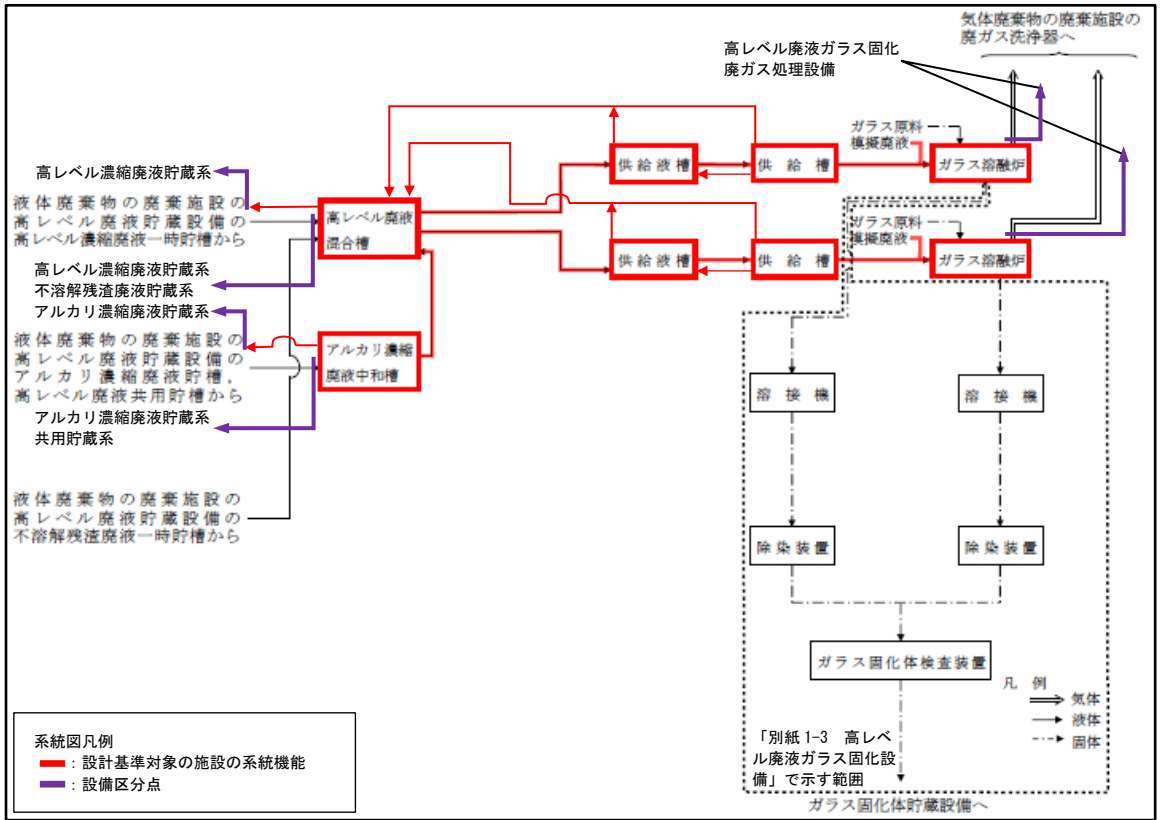 気体廃棄物の廃棄施設の
廃ガス洗浄器へ
高レベル廃液ガラス固化
廃ガス処理設備
ガラス原料
模擬廃液
供給液槽
供給槽
ガラス溶融炉
高レベル濃縮廃液貯蔵系
液体廃棄物の廃棄施設の
高レベル廃液貯蔵設備の
高レベル濃縮廃液一時貯槽から
高レベル廃液
混合槽
ガラス原料
模擬廃液
供給液槽
供給槽
ガラス溶融炉
高レベル濃縮廃液貯蔵系
不溶解残渣廃液貯蔵系
アルカリ濃縮廃液貯蔵系
液体廃棄物の廃棄施設の
高レベル廃液貯蔵設備の
アルカリ濃縮廃液貯槽,
高レベル廃液共用貯槽から
アルカリ濃縮
廃液中和槽
アルカリ濃縮廃液貯蔵系
共用貯蔵系
液体廃棄物の廃棄施設の
高レベル廃液貯蔵設備の
不溶解残渣廃液一時貯槽から
溶接機
溶接機
除染装置
除染装置
ガラス固化体検査装置
凡例
気体
液体
固体
「別紙1-3 高レベ
ル廃液ガラス固化設
備」で示す範囲
ガラス固化体貯蔵設備へ
系統図凡例
:設計基準対象の施設の系統機能
:設備区分点